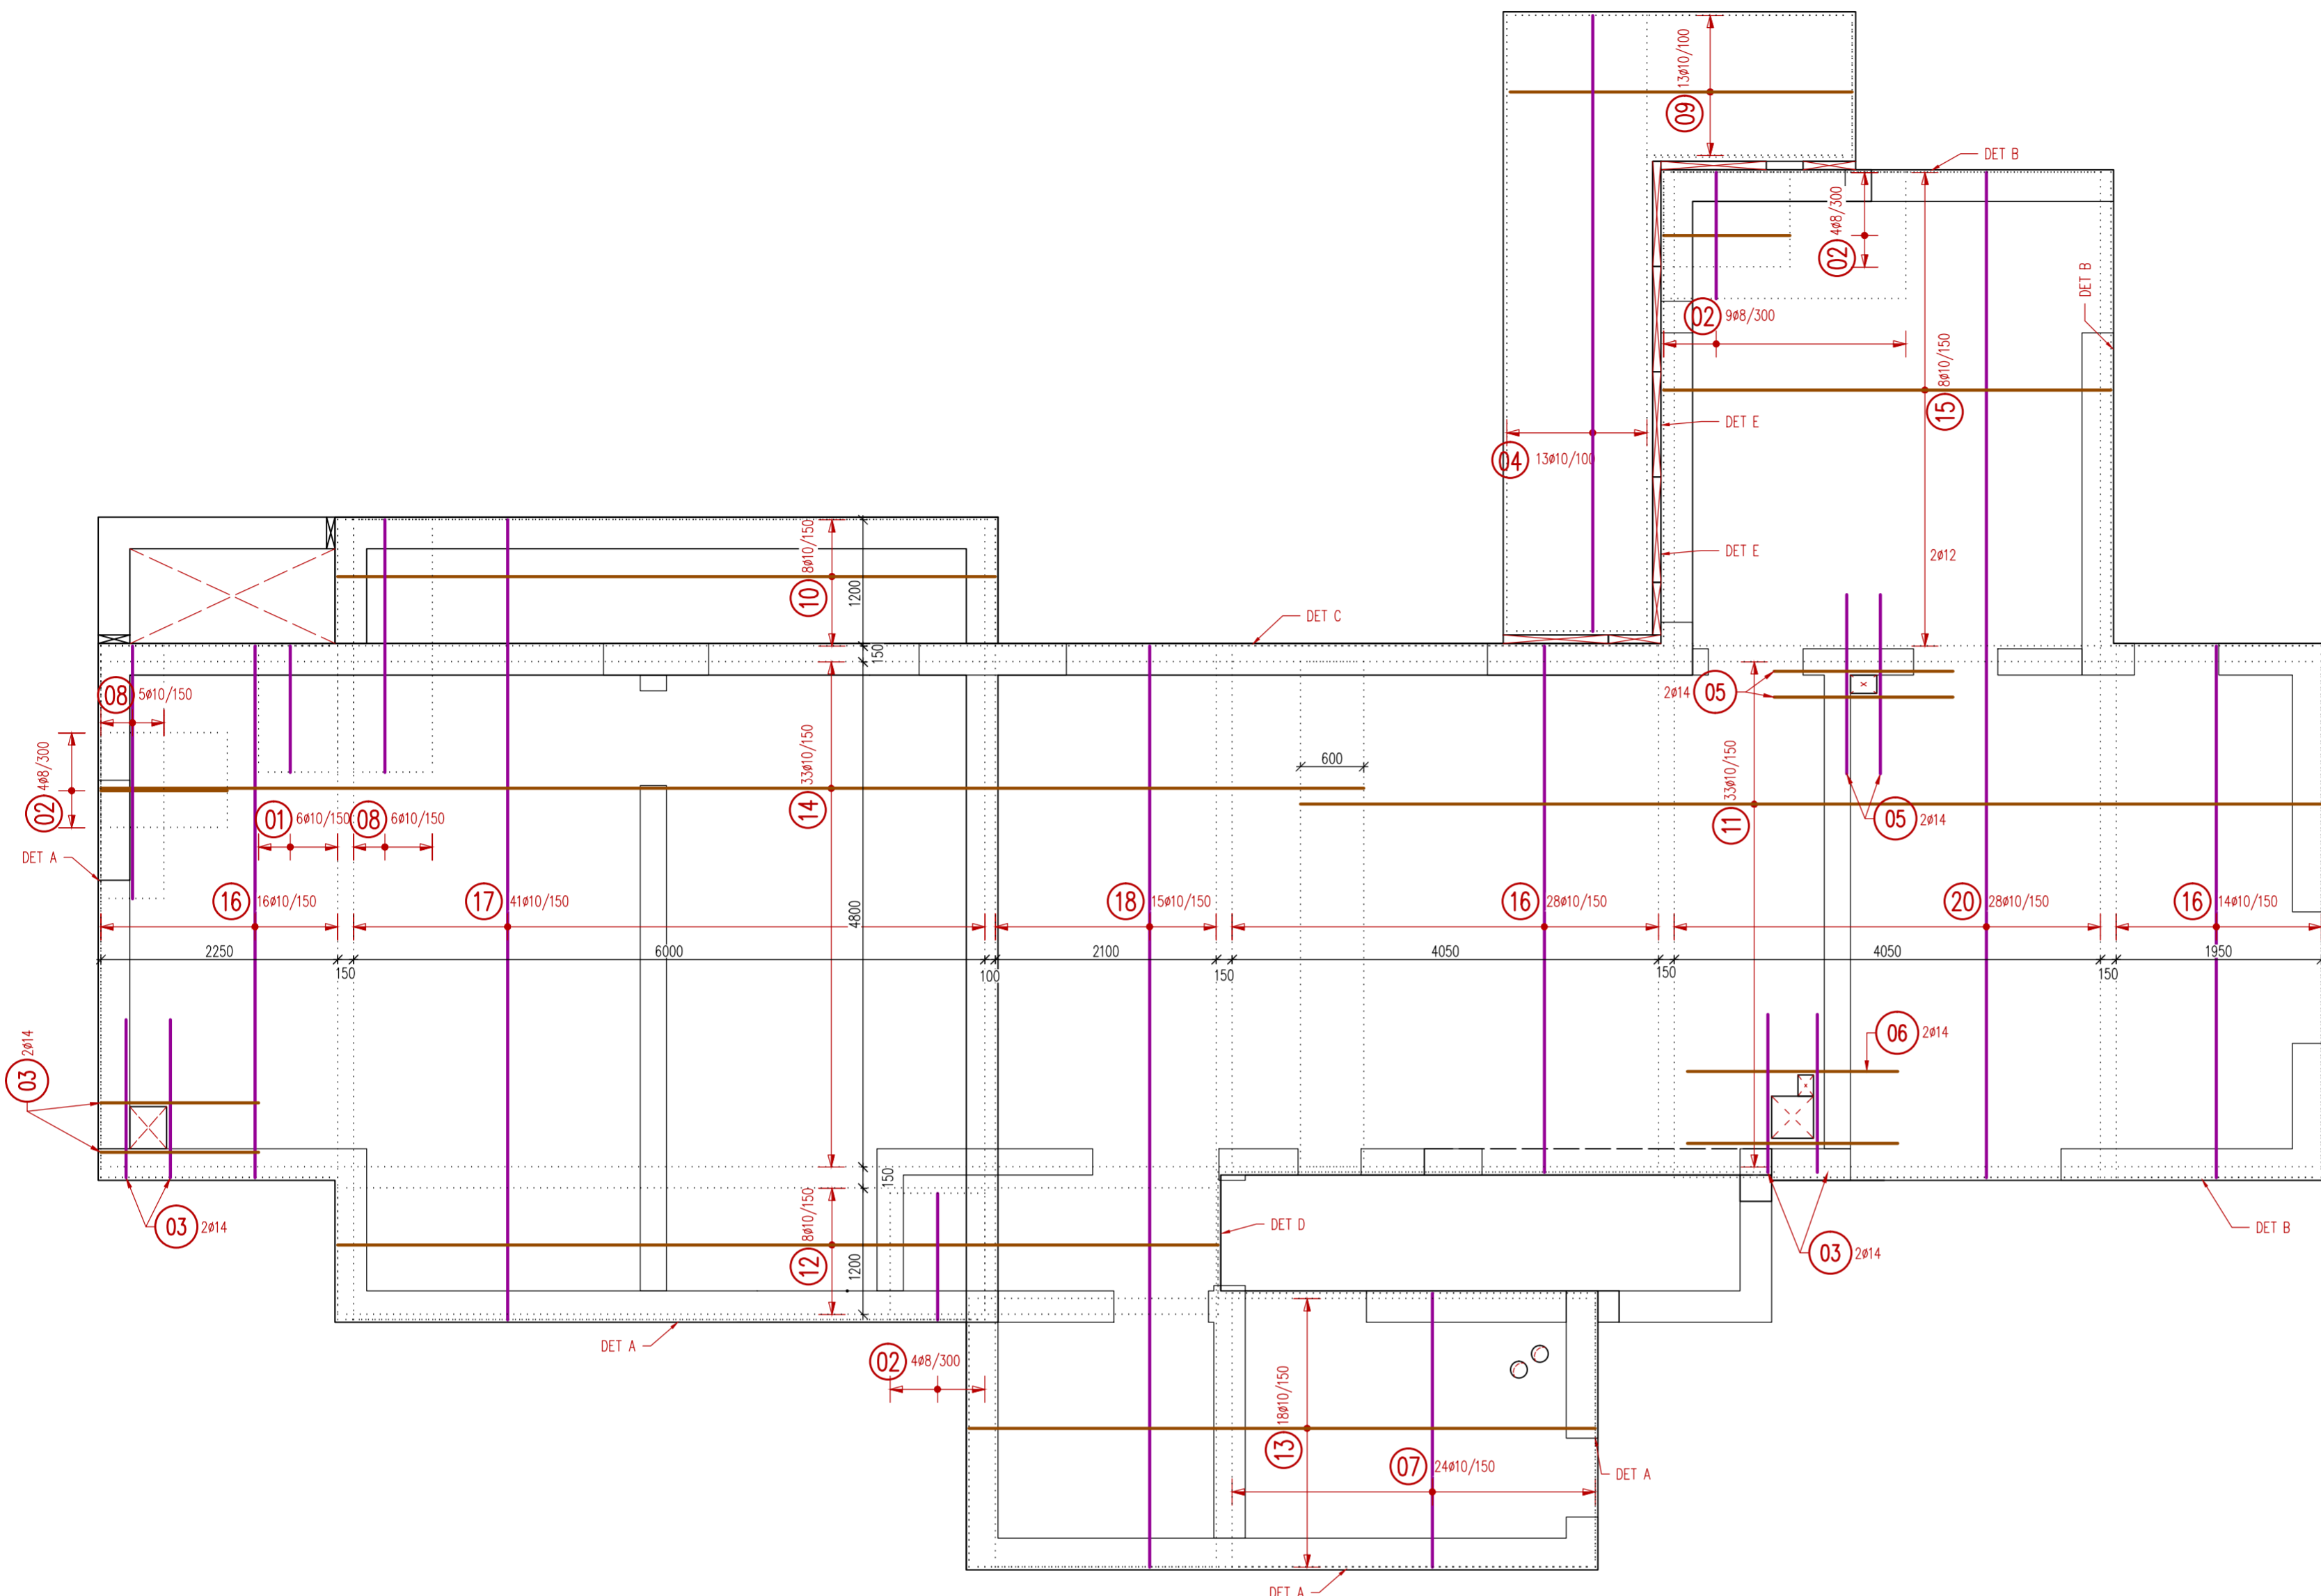 13ø10/100
09
DET B
4ø8/300
02
DET B
02 9ø8/300
8ø10/150
15
DET E
04 13ø10/100
8ø10/150
10
1200
DET E
2ø12
DET C
150
08 5ø10/150
2ø14 05
4ø8/300
02
33ø10/150
14
600
33ø10/150
11
01 6ø10/150
08 6ø10/150
05 2ø14
DET A
16 16ø10/150
17 41ø10/150
4800
18 15ø10/150
16 28ø10/150
20 28ø10/150
16 14ø10/150
2250
150
6000
100
2100
150
4050
150
4050
150
1950
2ø14
03
06 2ø14
150
03 2ø14
8ø10/150
12
1200
DET D
03 2ø14
DET B
DET A
02 4ø8/300
18ø10/150
13
07 24ø10/150
DET A
DET A